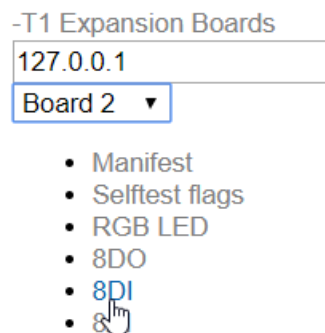 -T1 Expansion Boards
127.0.0.1
Board 2
Manifest
Selftest flags
RGB LED
8DO
8DI